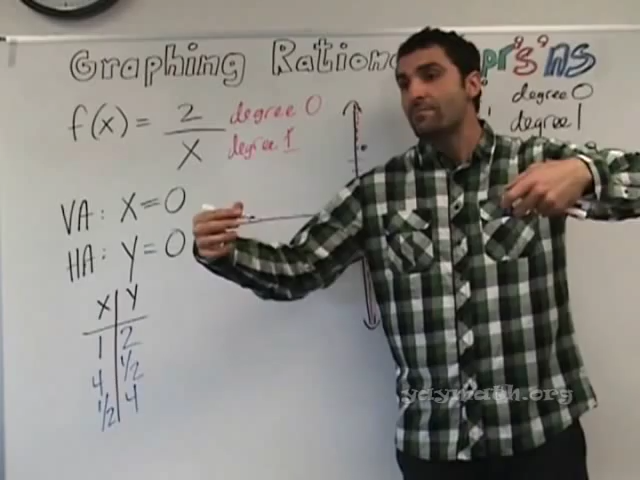 Graphing Rational Expr's'ns
f(x) = 2/x
degree 0
degree 1
degree 0
degree 1
VA: X=0
HA: Y=0
X Y
1 2
4 1/2
1/2 4
yaymath.org